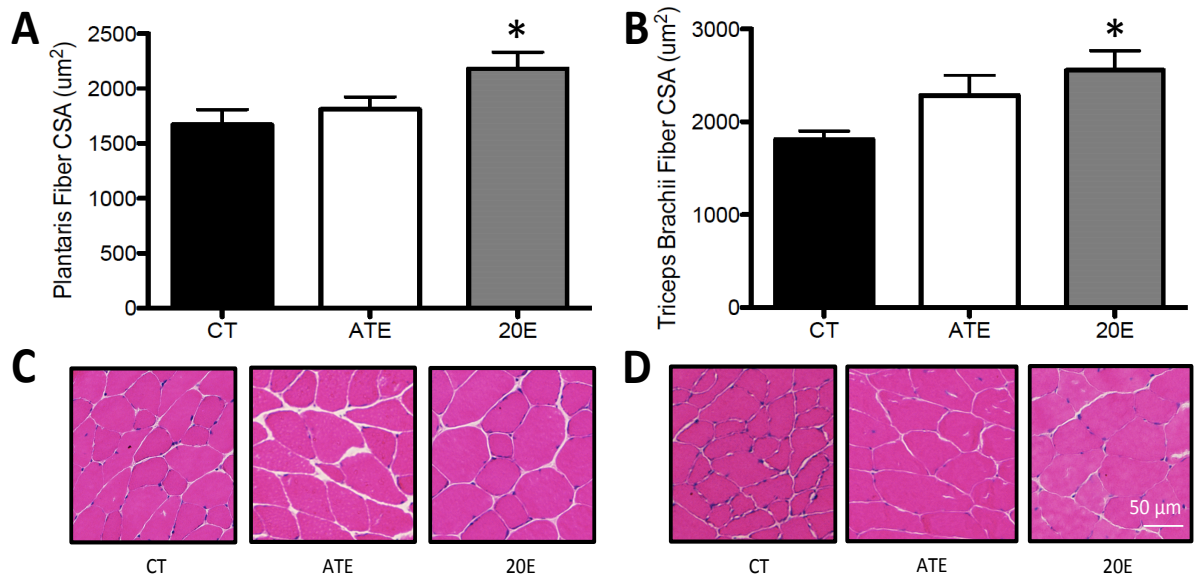 A
Plantaris Fiber CSA (um²)
2500
2000
1500
1000
500
0
*
CT ATE 20E
B
Triceps Brachii Fiber CSA (um²)
3000
2000
1000
0
*
CT ATE 20E
C
CT ATE 20E
D
50 µm
CT ATE 20E